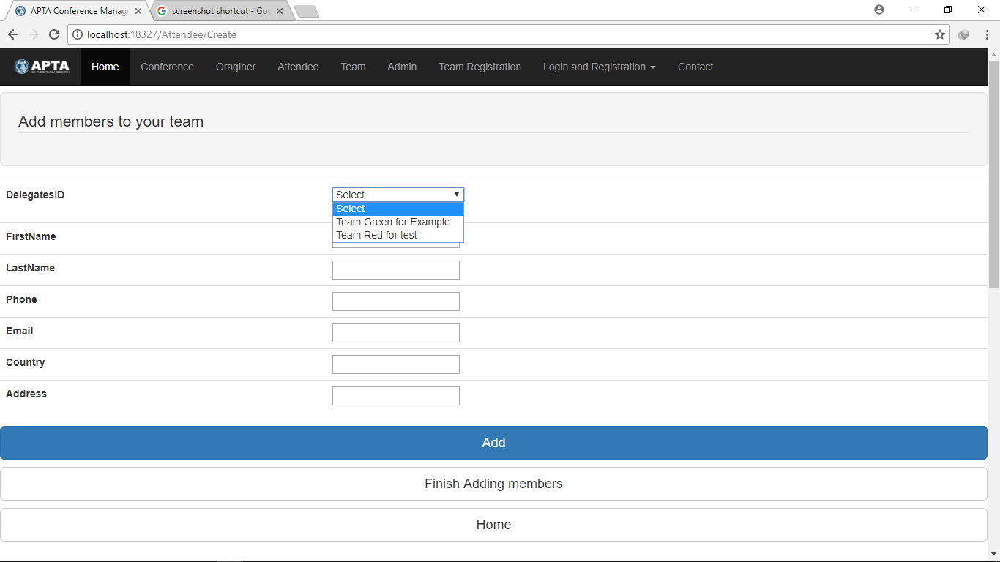 APTA Conference Manag
screenshot shortcut - Goo
localhost:18327/Attendee/Create
APTA Home Conference Oraginer Attendee Team Admin Team Registration Login and Registration Contact
Add members to your team
DelegatesID Select
Select
Team Green for Example
Team Red for test
FirstName
LastName
Phone
Email
Country
Address
Add
Finish Adding members
Home